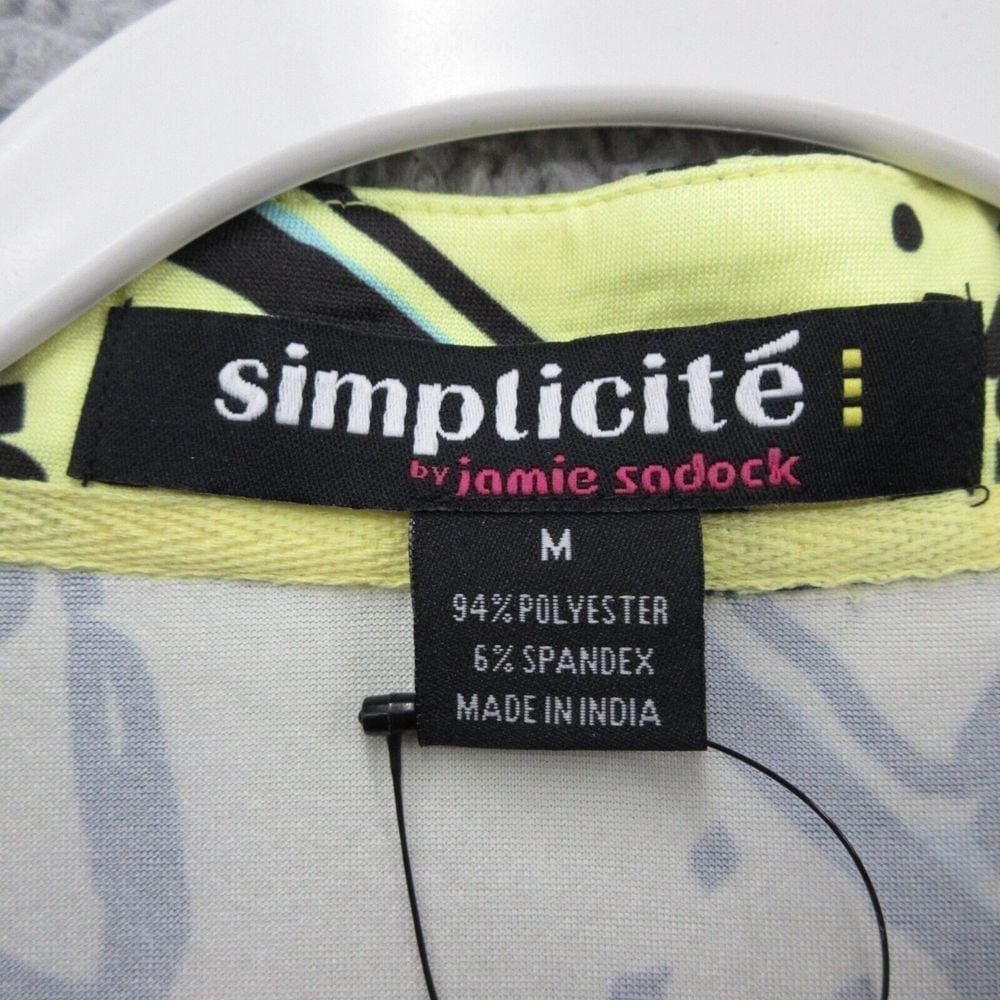 simplicité
by jamie sadock
M
94% POLYESTER
6% SPANDEX
MADE IN INDIA